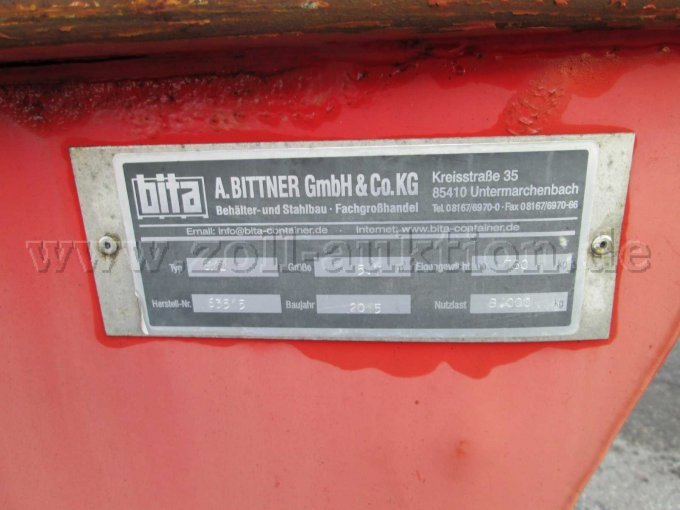 bita
A. BITTNER GmbH & Co. KG
Behälter- und Stahlbau · Fachgroßhandel
Kreisstraße 35
85410 Untermarchenbach
Tel. 08167/6970-0 · Fax 08167/6970-66
Email: info@bita-container.de Internet: www.bita-container.de
www.zoll-auktion.de
Typ Größe Eigengewicht kg
Herstell-Nr. Baujahr Nutzlast kg